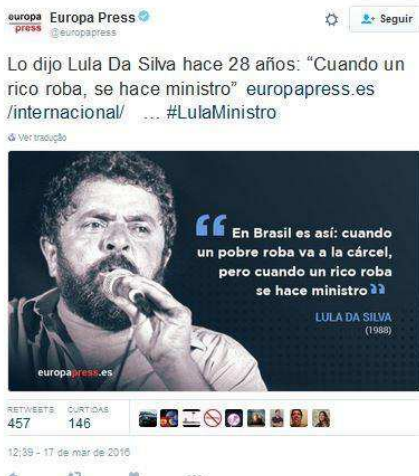 europa
press
Europa Press
@europapress
Seguir
Lo dijo Lula Da Silva hace 28 años: “Cuando un
rico roba, se hace ministro” europapress.es
/internacional/ … #LulaMinistro
Ver tradução
“ En Brasil es así: cuando
un pobre roba va a la cárcel,
pero cuando un rico roba
se hace ministro ”
LULA DA SILVA
(1988)
europapress.es
RETWEETS CURTIDAS
457 146
12:39 - 17 de mar de 2016